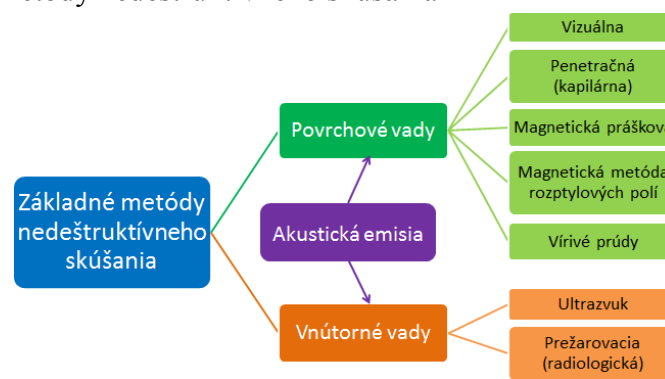 Základné metódy
nedeštruktívneho
skúšania
Povrchové vady
Akustická emisia
Vnútorné vady
Vizuálna
Penetračná
(kapilárna)
Magnetická prášková
Magnetická metóda
rozptylových polí
Vírivé prúdy
Ultrazvuk
Prežarovacia
(radiologická)